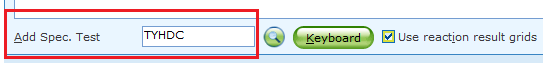 Add Spec. Test TYHDC Keyboard Use reaction result grids